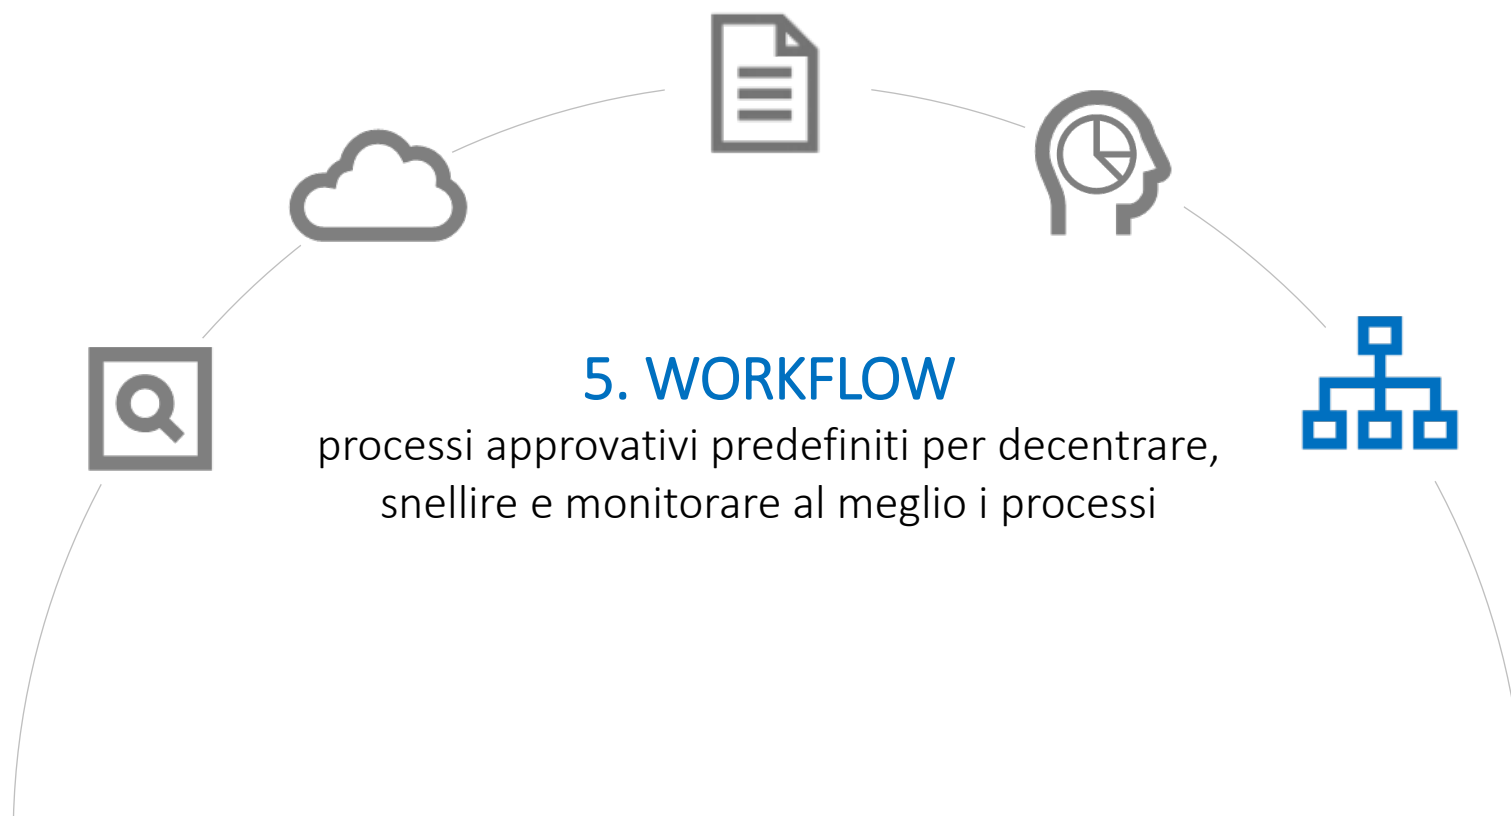 5. WORKFLOW
processi approvativi predefiniti per decentrare,
snellire e monitorare al meglio i processi